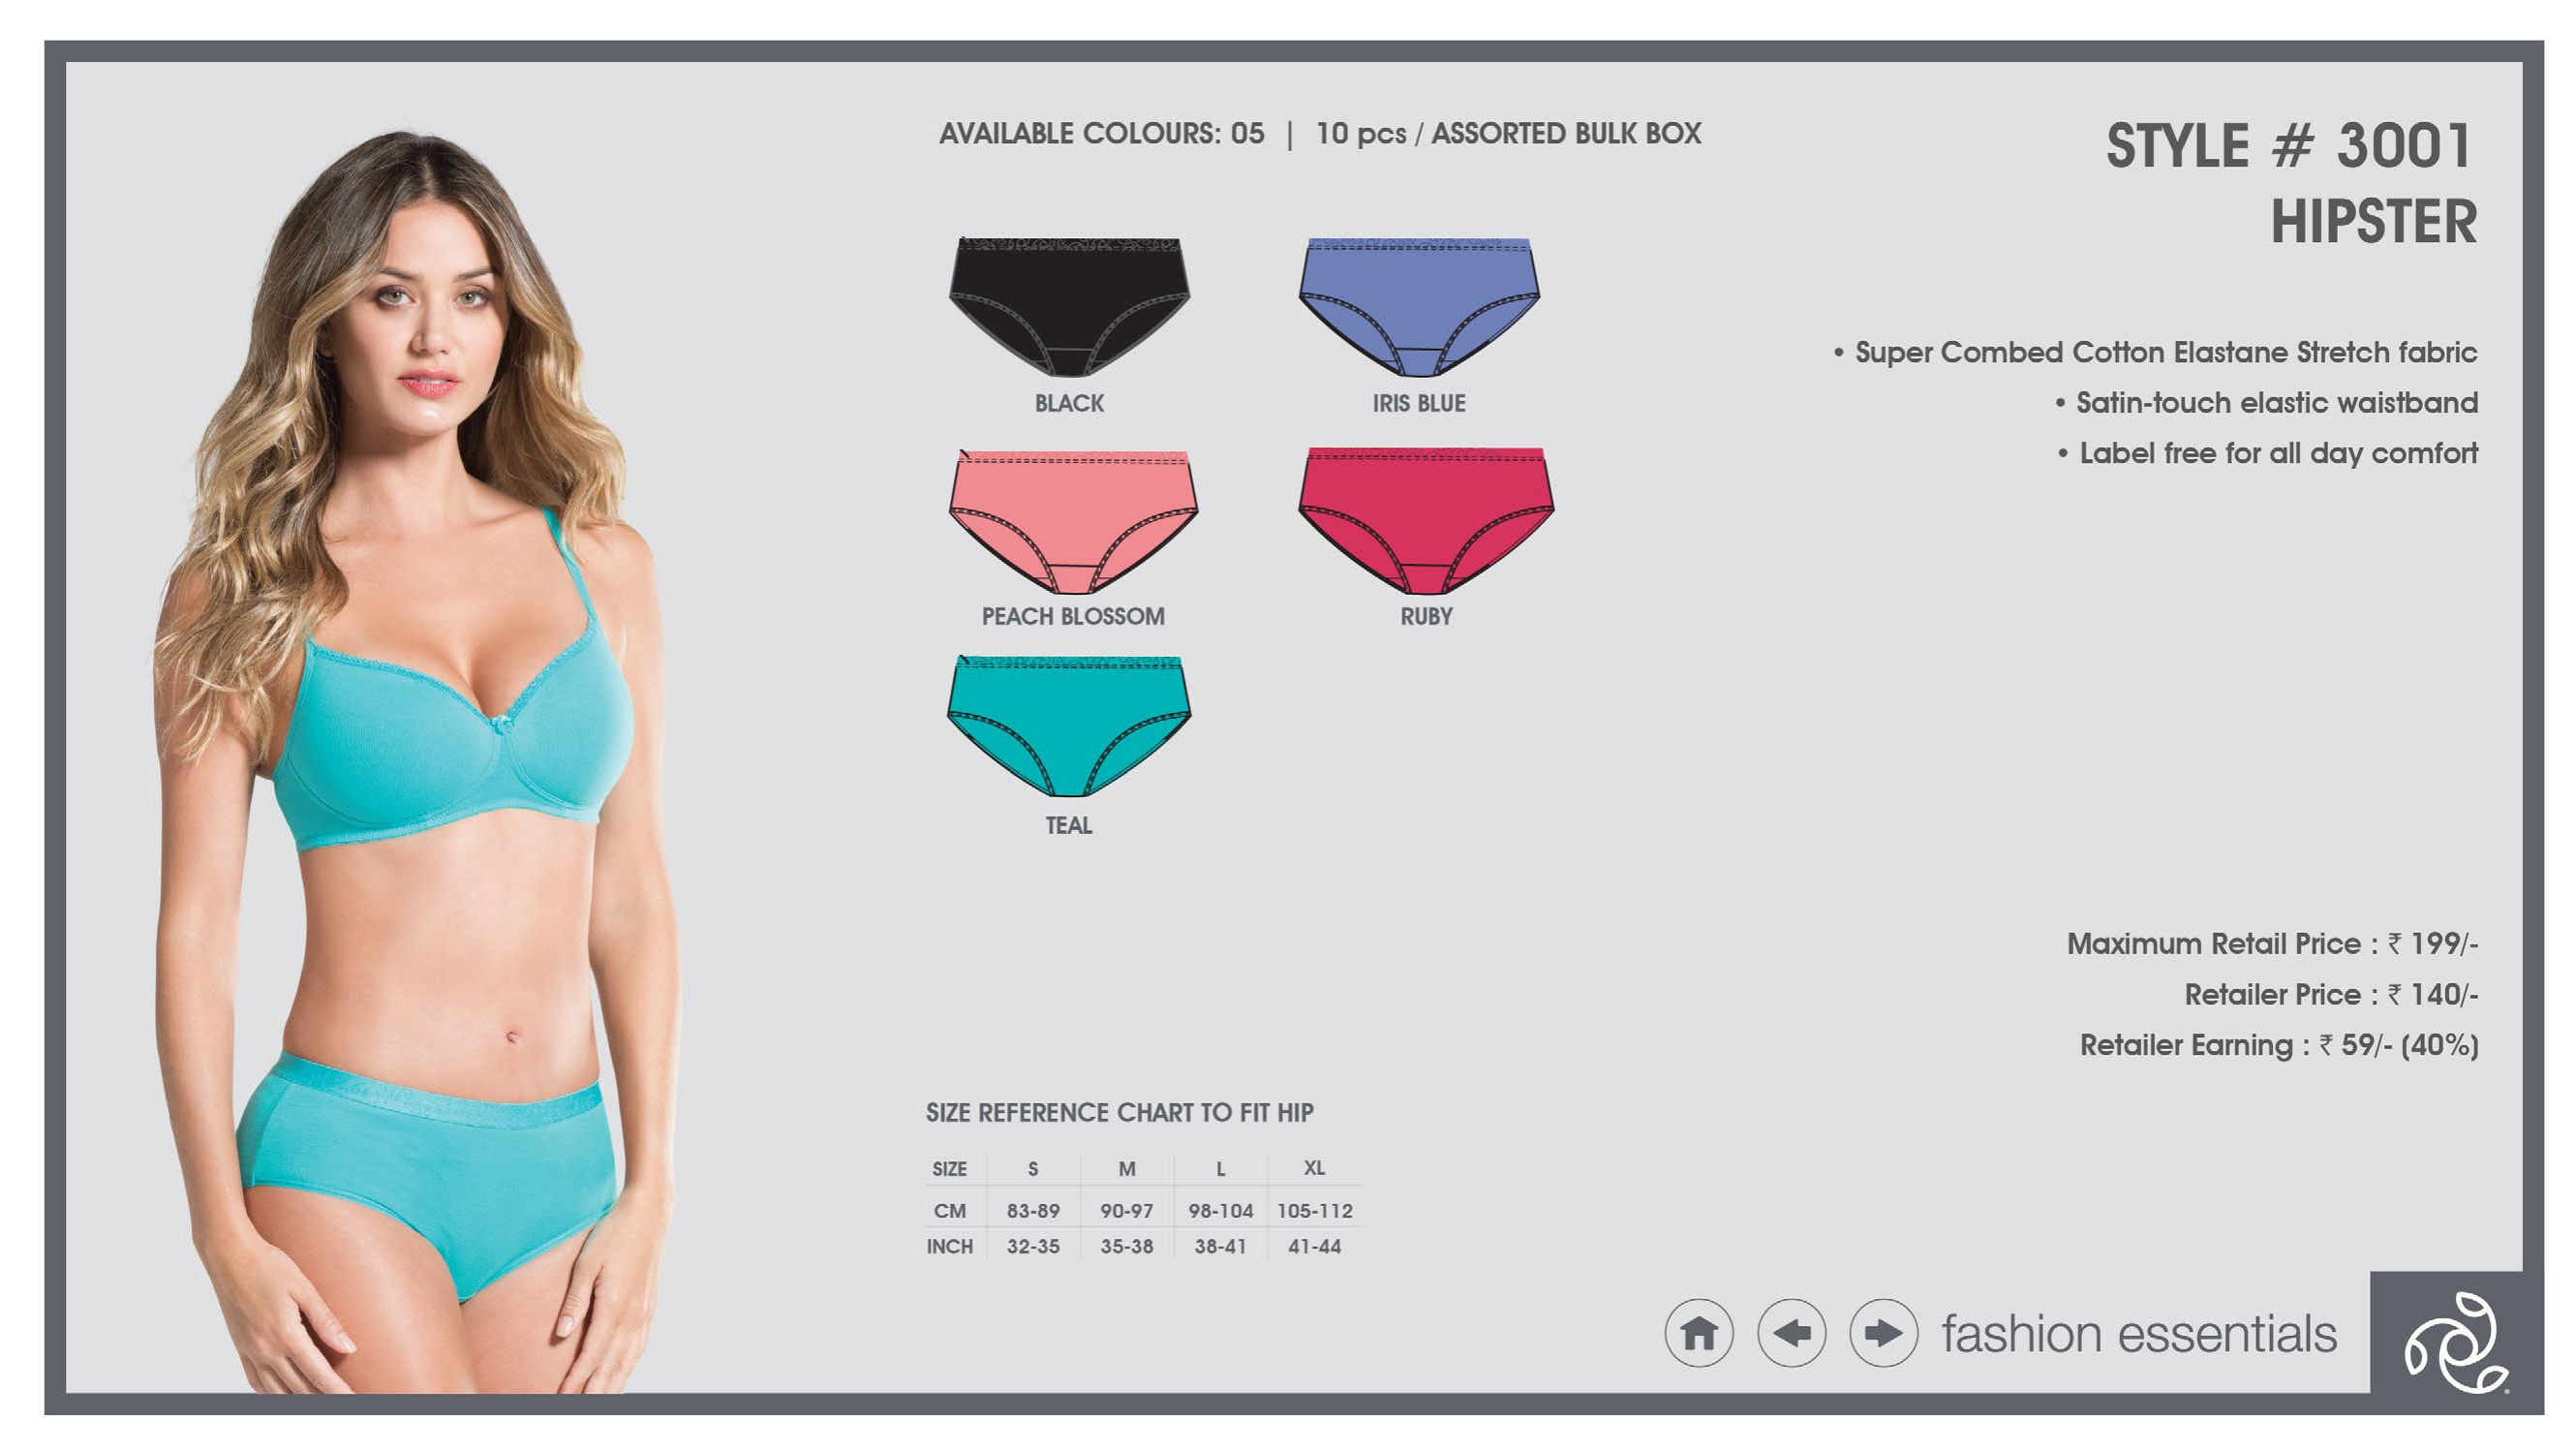 AVAILABLE COLOURS: 05 | 10 pcs / ASSORTED BULK BOX
STYLE # 3001
HIPSTER
• Super Combed Cotton Elastane Stretch fabric
• Satin-touch elastic waistband
• Label free for all day comfort
BLACK
IRIS BLUE
PEACH BLOSSOM
RUBY
TEAL
Maximum Retail Price : ₹ 199/-
Retailer Price : ₹ 140/-
Retailer Earning : ₹ 59/- (40%)
SIZE REFERENCE CHART TO FIT HIP
SIZE S M L XL
CM 83-89 90-97 98-104 105-112
INCH 32-35 35-38 38-41 41-44
fashion essentials